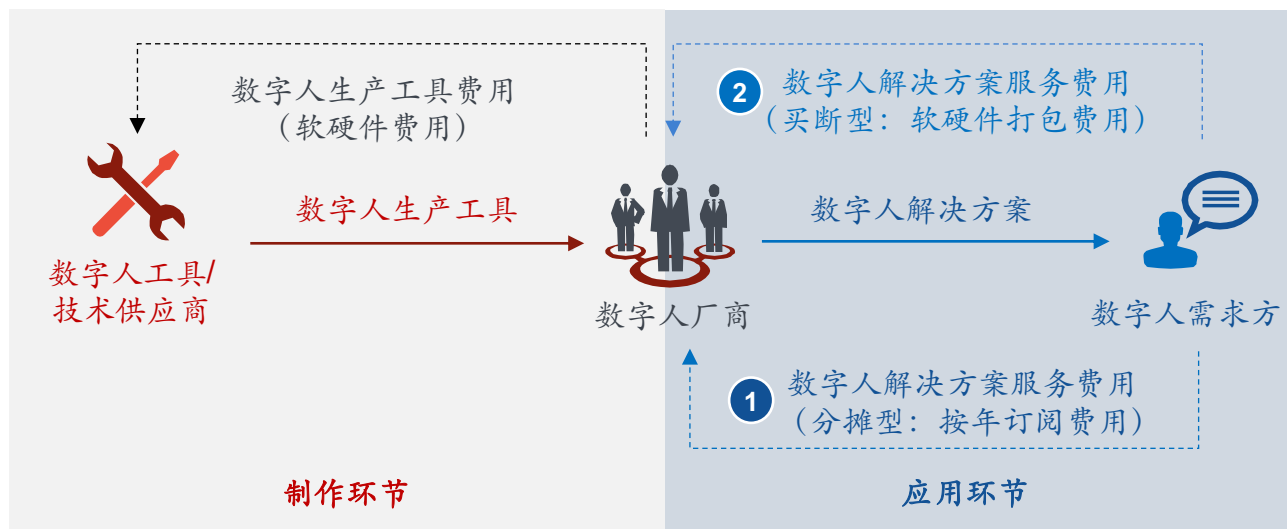 数字人生产工具费用
（软硬件费用）
2
数字人解决方案服务费用
（买断型：软硬件打包费用）
数字人生产工具
数字人解决方案
数字人工具/
技术供应商
数字人厂商
数字人需求方
1
数字人解决方案服务费用
（分摊型：按年订阅费用）
制作环节
应用环节